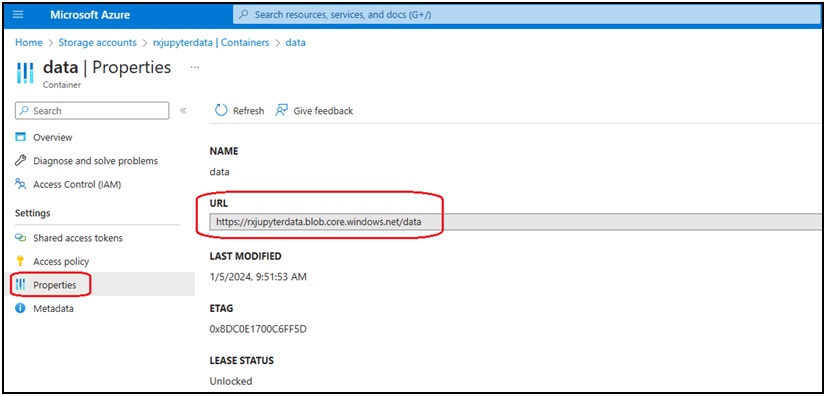 Microsoft Azure
Search resources, services, and docs (G+/)
Home > Storage accounts > rxjupyterdata | Containers > data
data | Properties ...
Container
Search
«
Refresh
Give feedback
Overview
Diagnose and solve problems
Access Control (IAM)
Settings
Shared access tokens
Access policy
Properties
Metadata
NAME
data
URL
https://rxjupyterdata.blob.core.windows.net/data
LAST MODIFIED
1/5/2024, 9:51:53 AM
ETAG
0x8DC0E1700C6FF5D
LEASE STATUS
Unlocked